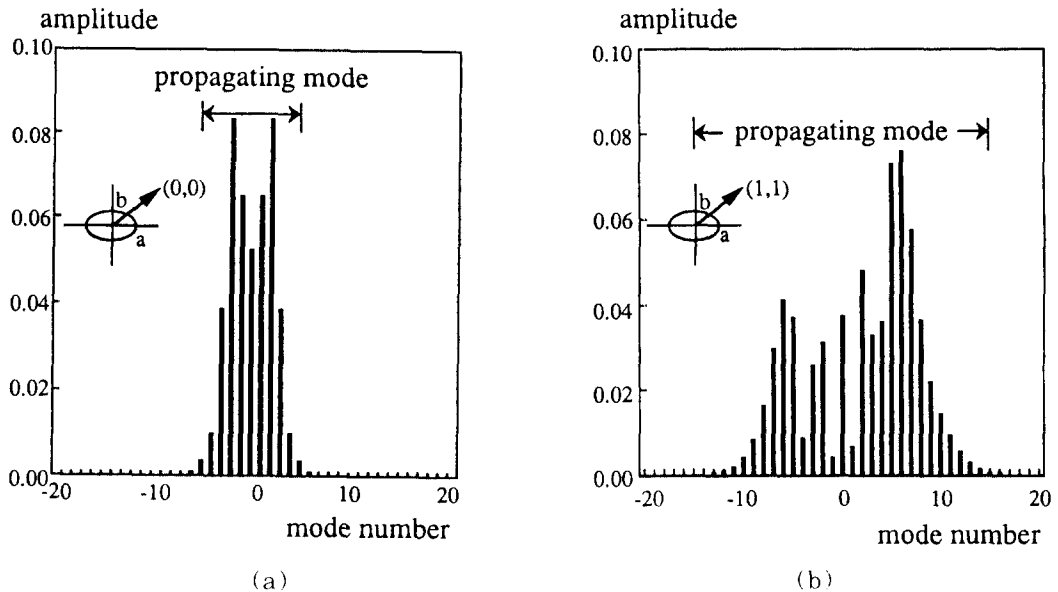 amplitude
0.10
0.08
0.06
0.04
0.02
0.00
-20
-10
0
10
20
propagating mode
b
(0,0)
a
mode number
(a)
amplitude
0.10
0.08
0.06
0.04
0.02
0.00
-20
-10
0
10
20
propagating mode
b
(1,1)
a
mode number
(b)